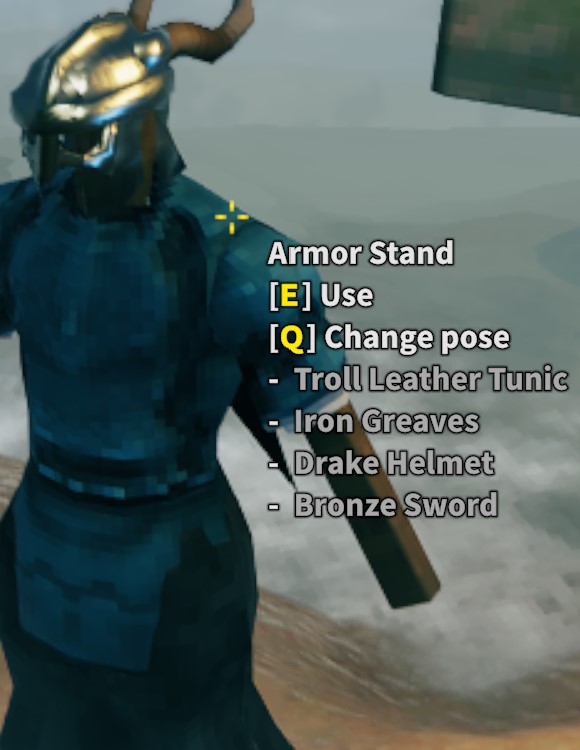 Armor Stand
[E] Use
[Q] Change pose
- Troll Leather Tunic
- Iron Greaves
- Drake Helmet
- Bronze Sword